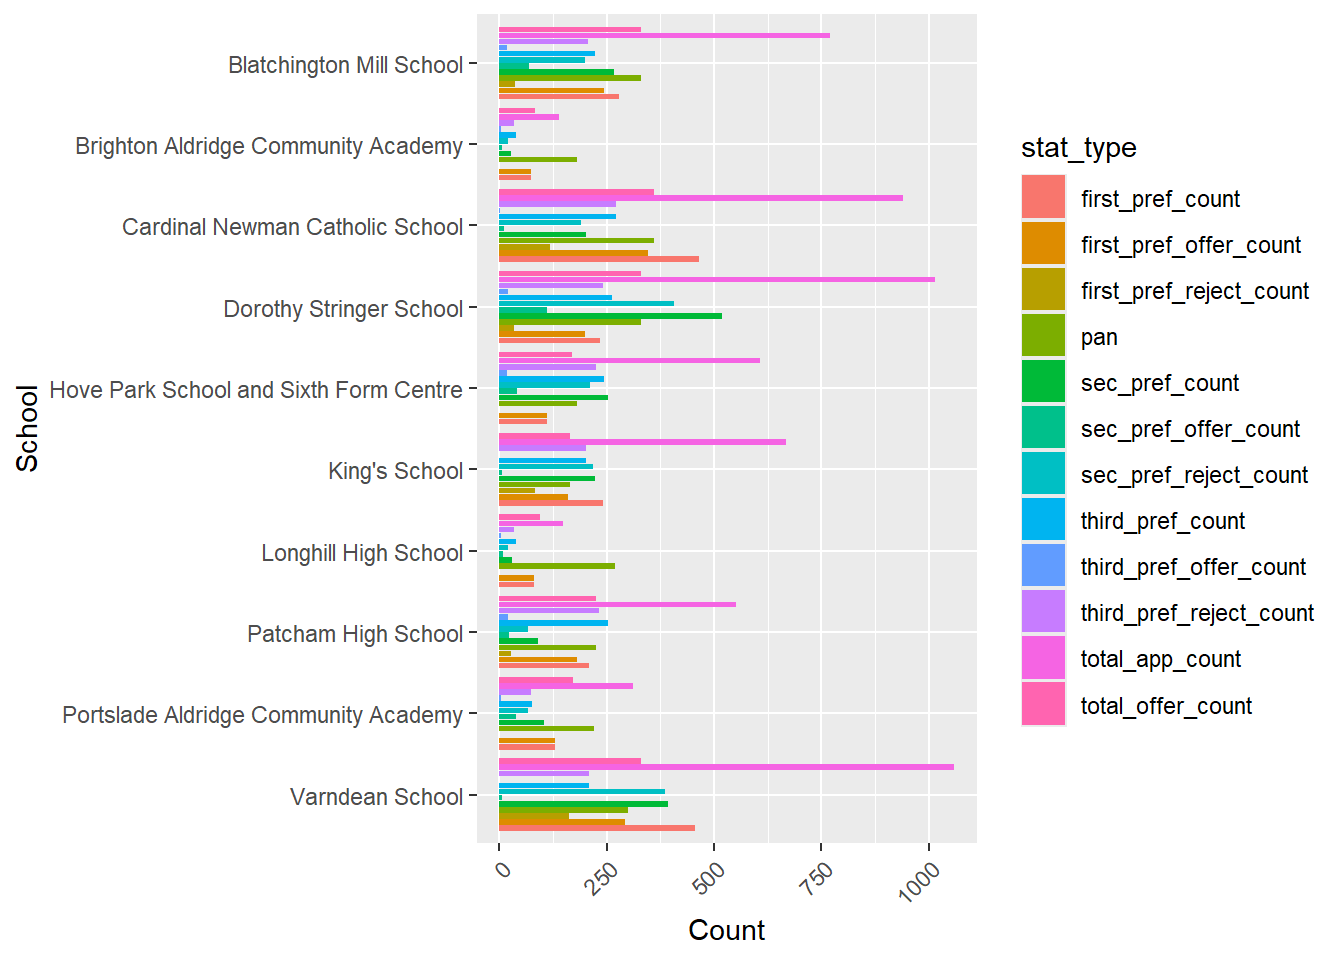 School
Blatchington Mill School
Brighton Aldridge Community Academy
Cardinal Newman Catholic School
Dorothy Stringer School
Hove Park School and Sixth Form Centre
King's School
Longhill High School
Patcham High School
Portslade Aldridge Community Academy
Varndean School
0
250
500
750
1000
Count
stat_type
first_pref_count
first_pref_offer_count
first_pref_reject_count
pan
sec_pref_count
sec_pref_offer_count
sec_pref_reject_count
third_pref_count
third_pref_offer_count
third_pref_reject_count
total_app_count
total_offer_count